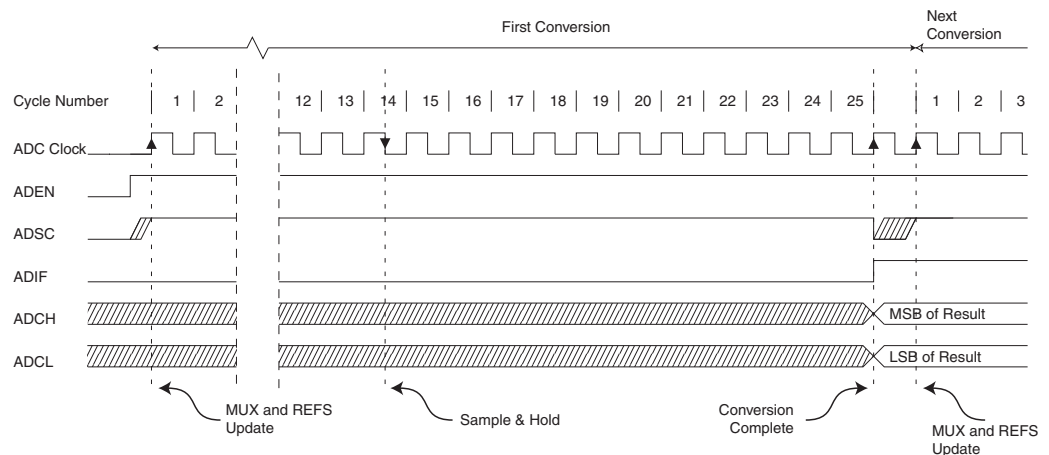 First Conversion
Next
Conversion
Cycle Number 1 2 12 13 14 15 16 17 18 19 20 21 22 23 24 25 1 2 3
ADC Clock
ADEN
ADSC
ADIF
ADCH
MSB of Result
ADCL
LSB of Result
MUX and REFS
Update
Sample & Hold
Conversion
Complete
MUX and REFS
Update